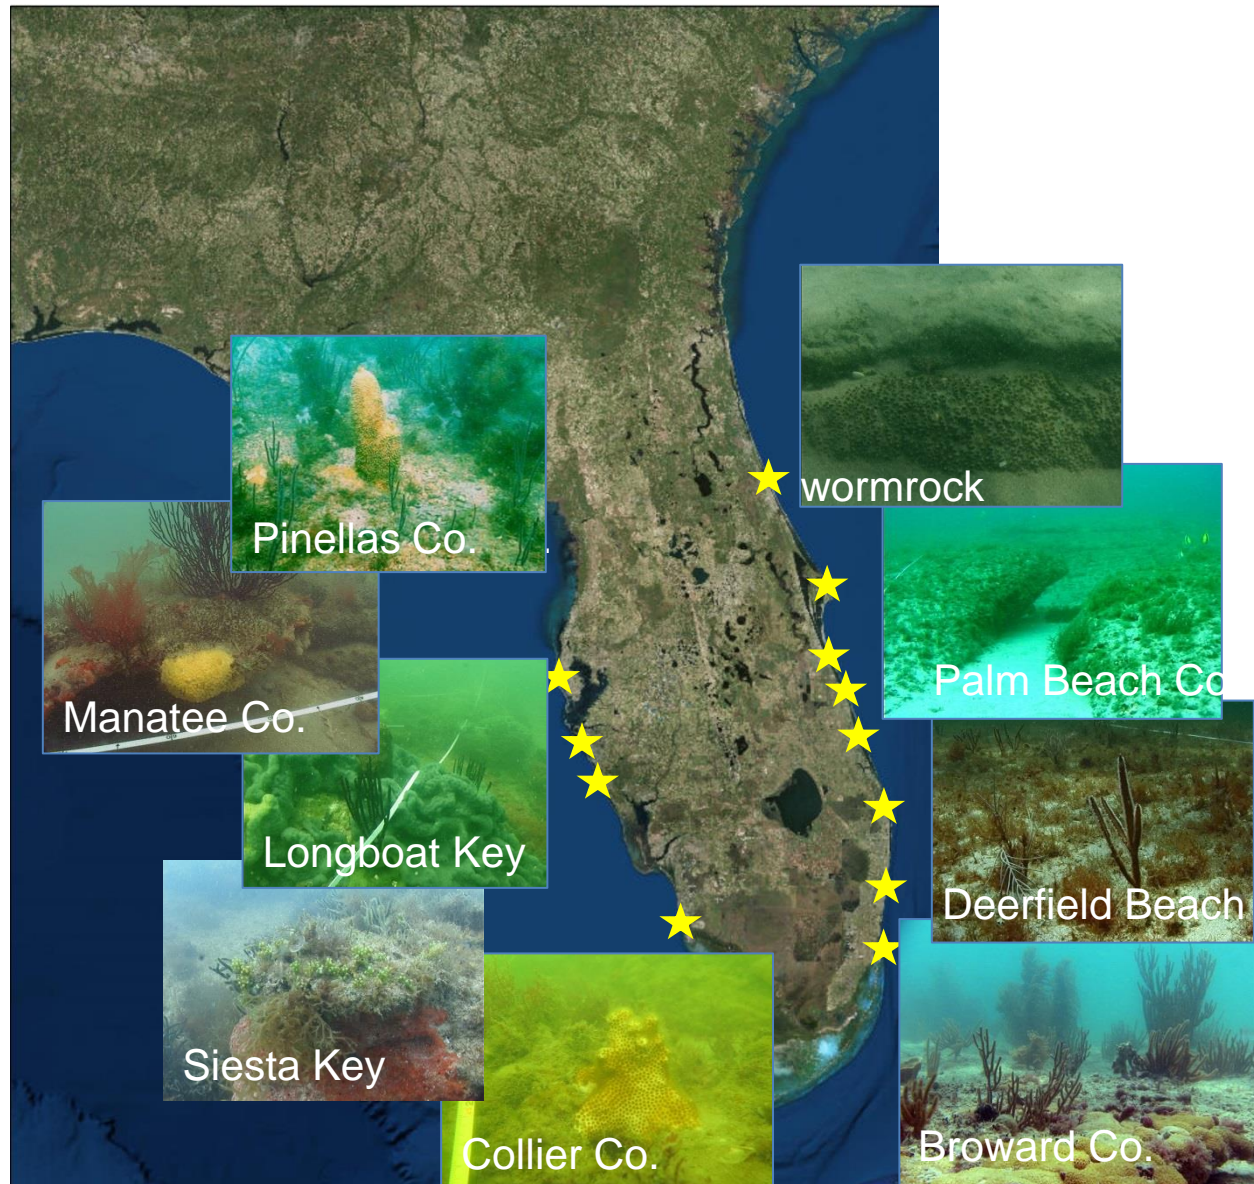 wormrock
Pinellas Co.
Palm Beach Co
Manatee Co.
Longboat Key
Deerfield Beach
Siesta Key
Collier Co.
Broward Co.